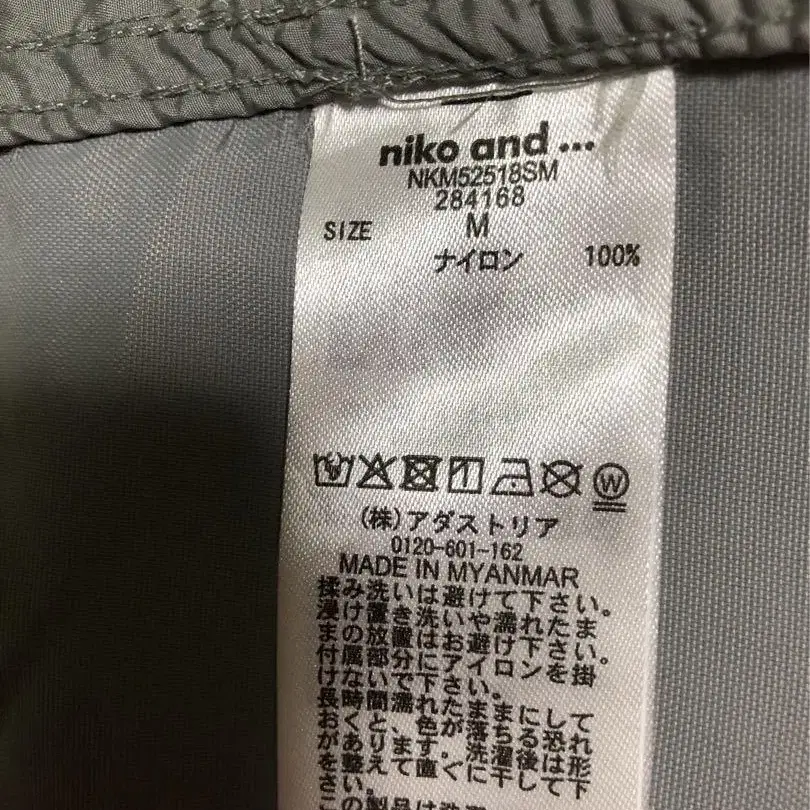 niko and ...
NKM52518SM
284168
SIZE M
ナイロン 100%
W
(株)アダストリア
0120-601-162
MADE IN MYANMAR
揉み洗いは避けて下さい。
浸け置き洗いや濡れたま
まの放置はお避け下さい。
付属部分にアイロンを掛
けないで下さい。
長時間濡れたままにして
おくと、色が落ちる恐れ
があります。洗濯後は形
を整えて直ぐに干して下
さい。
この製品は